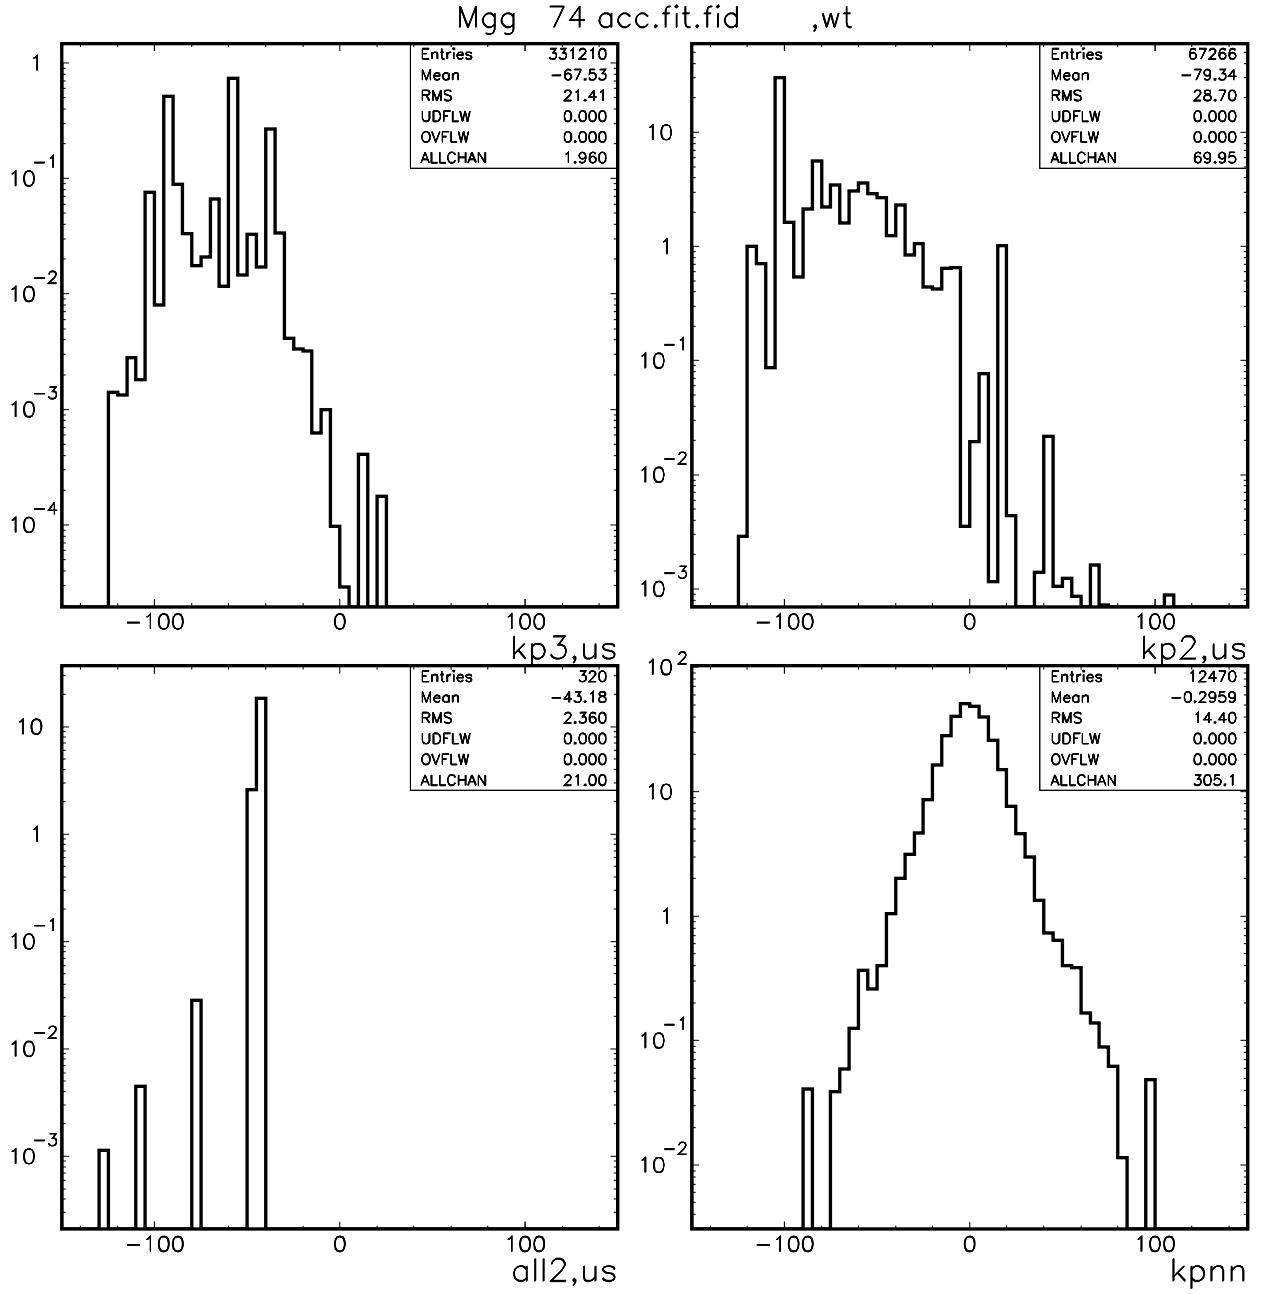 Mgg 74 acc.fit.fid ,wt
Entries 331210
Mean −67.53
RMS 21.41
UDFLW 0.000
OVFLW 0.000
ALLCHAN 1.960
1
10^−1
10^−2
10^−3
10^−4
−100 0 100
kp3,us
Entries 67266
Mean −79.34
RMS 28.70
UDFLW 0.000
OVFLW 0.000
ALLCHAN 69.95
10
1
10^−1
10^−2
10^−3
−100 0 100
kp2,us
Entries 320
Mean −43.18
RMS 2.360
UDFLW 0.000
OVFLW 0.000
ALLCHAN 21.00
10
1
10^−1
10^−2
10^−3
−100 0 100
all2,us
Entries 12470
Mean −0.2959
RMS 14.40
UDFLW 0.000
OVFLW 0.000
ALLCHAN 305.1
10^2
10
1
10^−1
10^−2
−100 0 100
kpnn